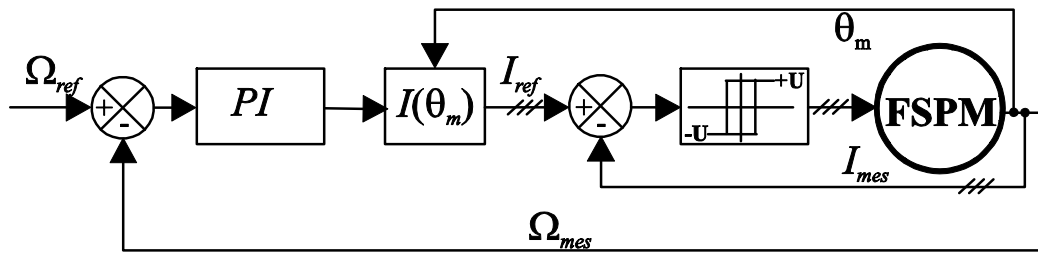 θm
Ωref
+
-
PI
I(θm)
Iref
+
-
+U
-U
FSPM
Imes
Ωmes